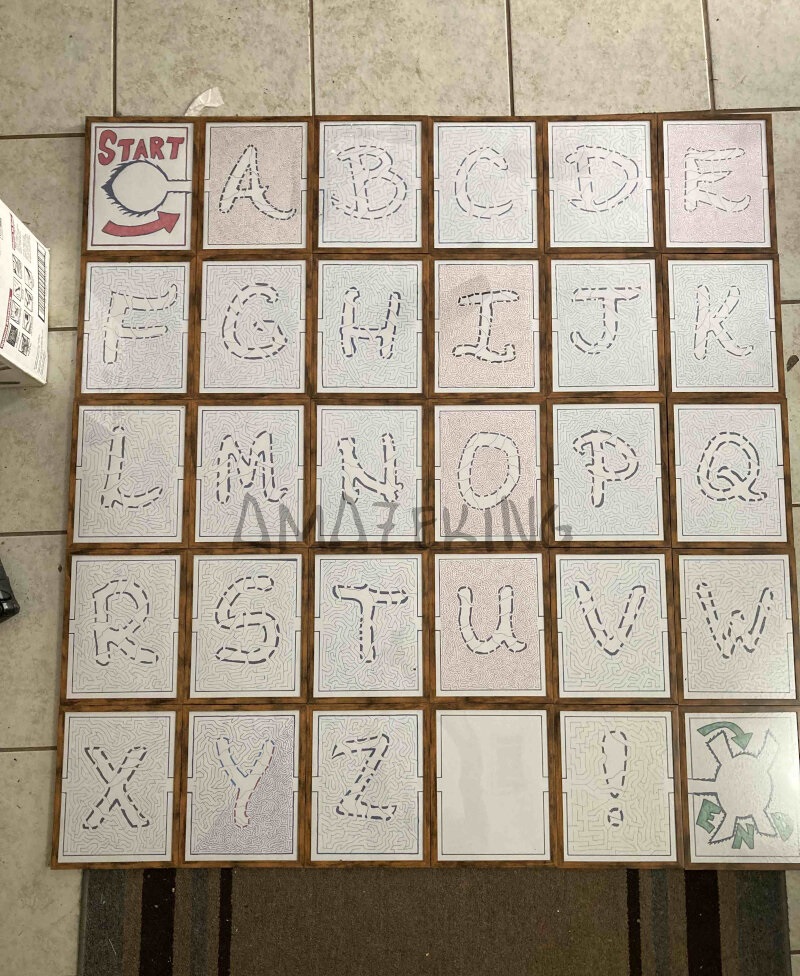 START A B C D E
F G H I J K
L M N O P Q
AMAZEKING
R S T U V W
X Y Z ! END